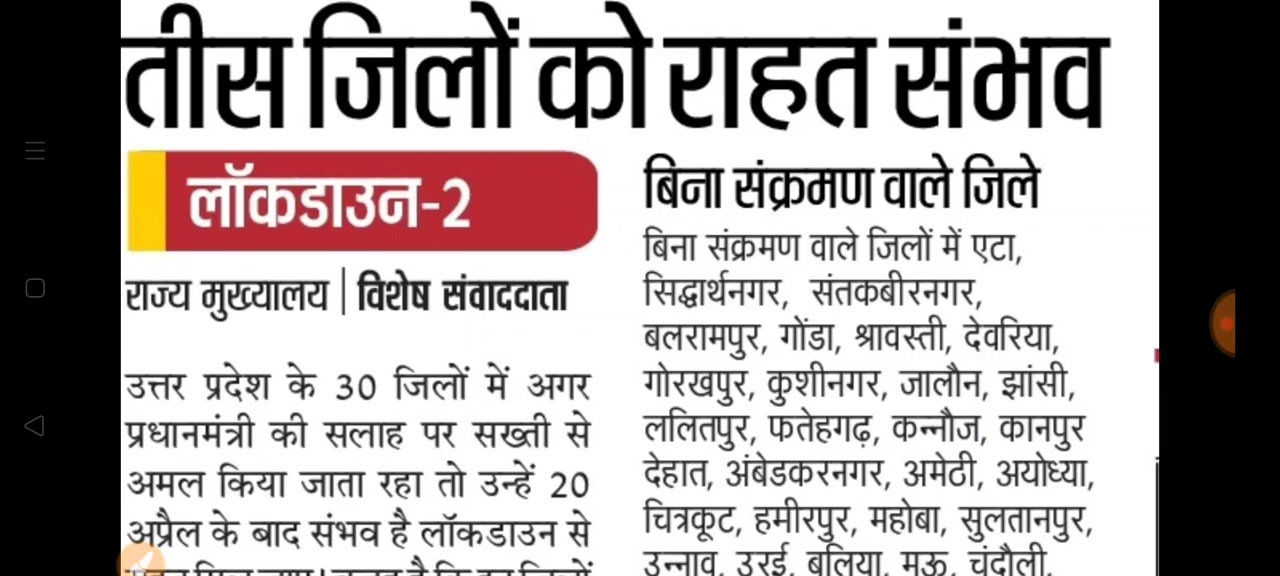 तीस जिलों को राहत संभव
लॉकडाउन-2
राज्य मुख्यालय | विशेष संवाददाता
उत्तर प्रदेश के 30 जिलों में अगर
प्रधानमंत्री की सलाह पर सख्ती से
अमल किया जाता रहा तो उन्हें 20
अप्रैल के बाद संभव है लॉकडाउन से
बिना संक्रमण वाले जिले
बिना संक्रमण वाले जिलों में एटा,
सिद्धार्थनगर, संतकबीरनगर,
बलरामपुर, गोंडा, श्रावस्ती, देवरिया,
गोरखपुर, कुशीनगर, जालौन, झांसी,
ललितपुर, फतेहगढ़, कन्नौज, कानपुर
देहात, अंबेडकरनगर, अमेठी, अयोध्या,
चित्रकूट, हमीरपुर, महोबा, सुलतानपुर,
उन्नाव, उरई, बलिया, मऊ, चंदौली,